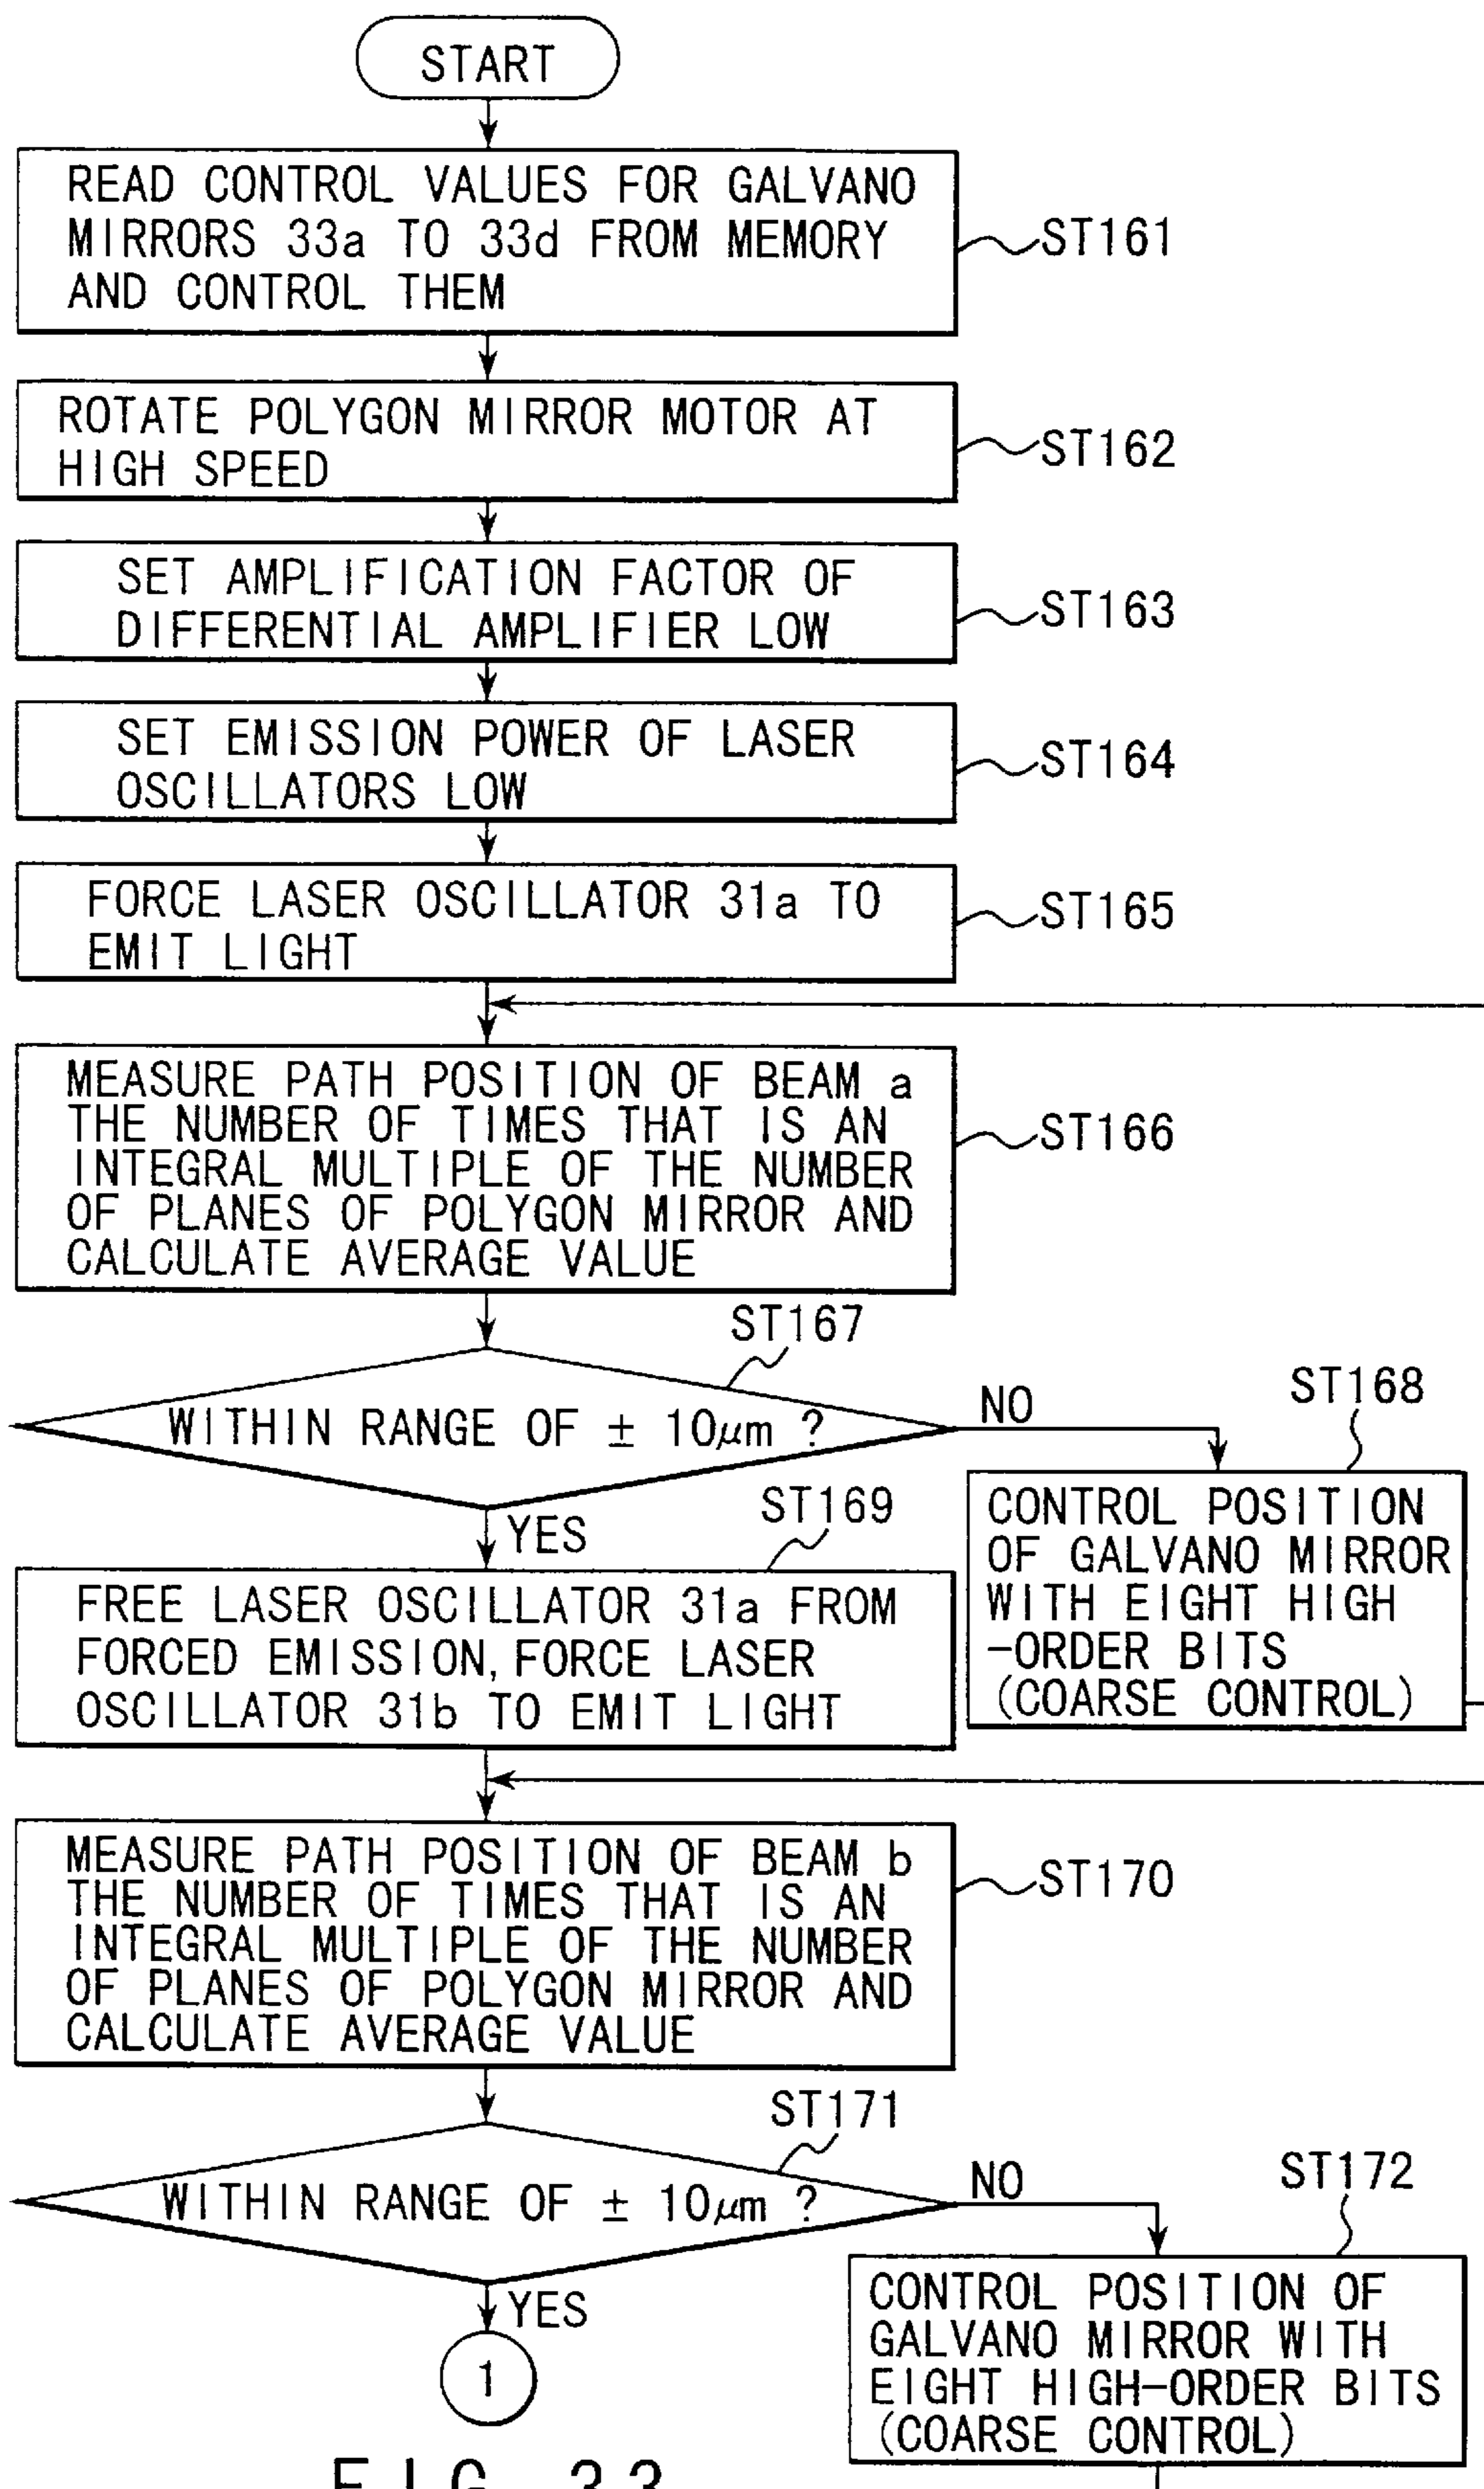 START
READ CONTROL VALUES FOR GALVANO
MIRRORS 33a TO 33d FROM MEMORY
AND CONTROL THEM
ST161
ROTATE POLYGON MIRROR MOTOR AT
HIGH SPEED
ST162
SET AMPLIFICATION FACTOR OF
DIFFERENTIAL AMPLIFIER LOW
ST163
SET EMISSION POWER OF LASER
OSCILLATORS LOW
ST164
FORCE LASER OSCILLATOR 31a TO
EMIT LIGHT
ST165
MEASURE PATH POSITION OF BEAM a
THE NUMBER OF TIMES THAT IS AN
INTEGRAL MULTIPLE OF THE NUMBER
OF PLANES OF POLYGON MIRROR AND
CALCULATE AVERAGE VALUE
ST166
ST167
WITHIN RANGE OF ± 10μm ?
NO
YES
ST168
CONTROL POSITION
OF GALVANO MIRROR
WITH EIGHT HIGH
-ORDER BITS
(COARSE CONTROL)
ST169
FREE LASER OSCILLATOR 31a FROM
FORCED EMISSION, FORCE LASER
OSCILLATOR 31b TO EMIT LIGHT
MEASURE PATH POSITION OF BEAM b
THE NUMBER OF TIMES THAT IS AN
INTEGRAL MULTIPLE OF THE NUMBER
OF PLANES OF POLYGON MIRROR AND
CALCULATE AVERAGE VALUE
ST170
ST171
WITHIN RANGE OF ± 10μm ?
NO
YES
ST172
CONTROL POSITION OF
GALVANO MIRROR WITH
EIGHT HIGH-ORDER BITS
(COARSE CONTROL)
1
FIG. 33